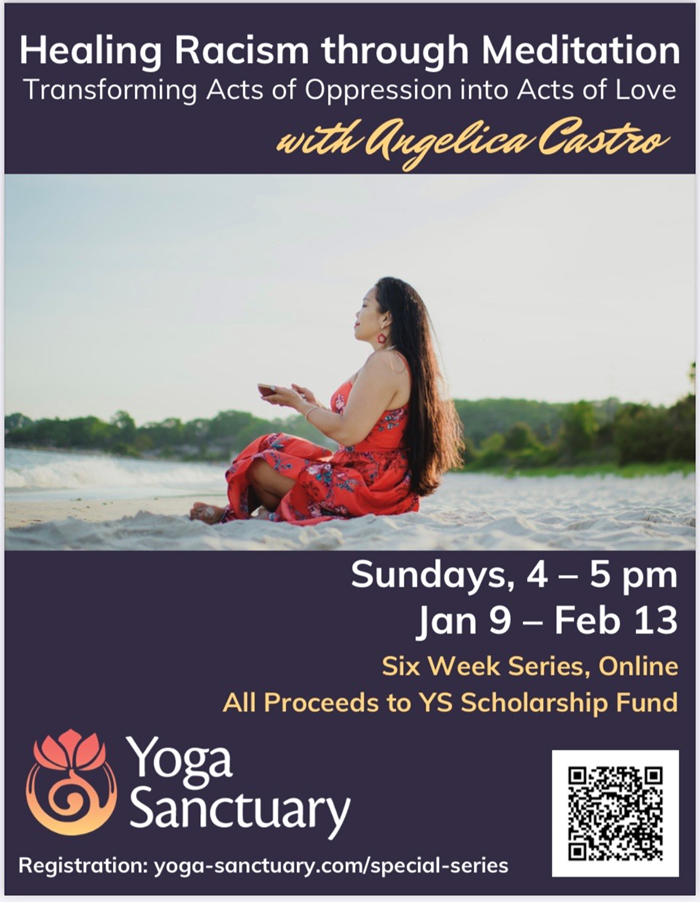 Healing Racism through Meditation
Transforming Acts of Oppression into Acts of Love
with Angelica Castro
Sundays, 4 – 5 pm
Jan 9 – Feb 13
Six Week Series, Online
All Proceeds to YS Scholarship Fund
Yoga
Sanctuary
Registration: yoga-sanctuary.com/special-series